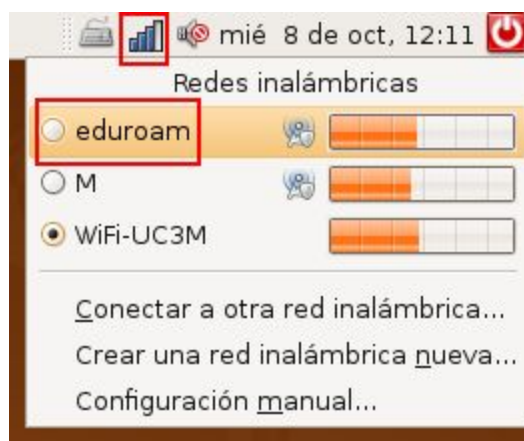 mié 8 de oct, 12:11
Redes inalámbricas
eduroam
M
WiFi-UC3M
Conectar a otra red inalámbrica...
Crear una red inalámbrica nueva...
Configuración manual...